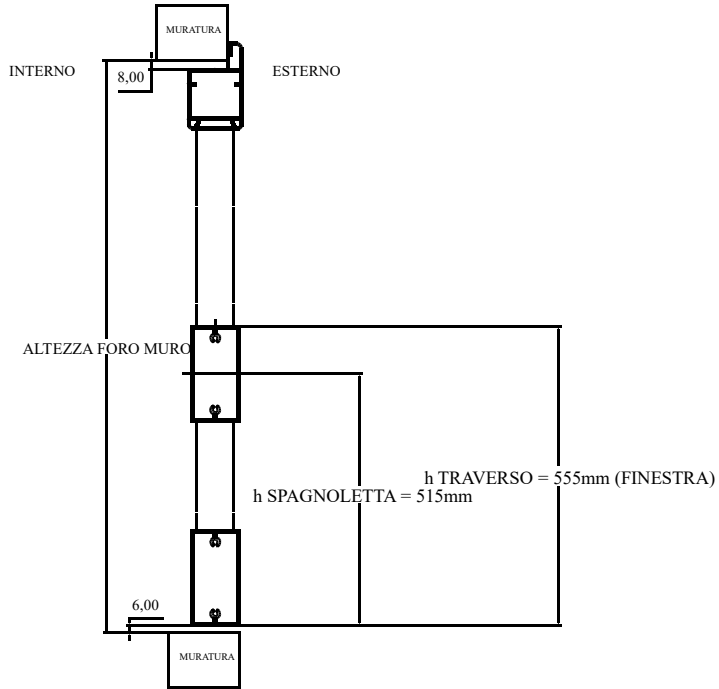 MURATURA
INTERNO
ESTERNO
8,00
ALTEZZA FORO MURO
h TRAVERSO = 555mm (FINESTRA)
h SPAGNOLETTA = 515mm
6,00
MURATURA